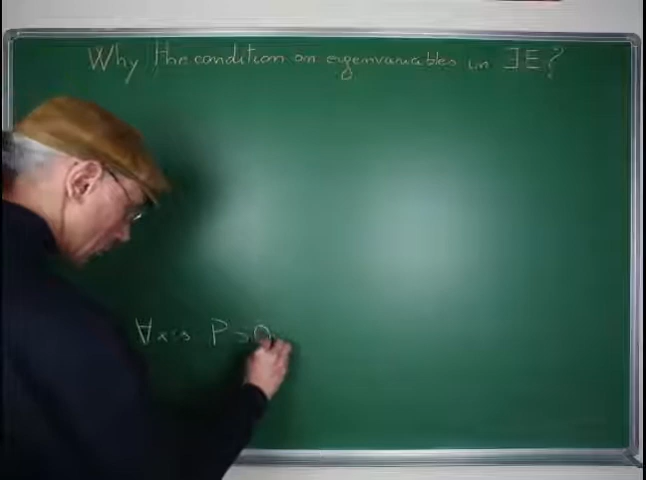 Why the condition on eigenvariables in ∃E?
∀x:s P ⊃ Q